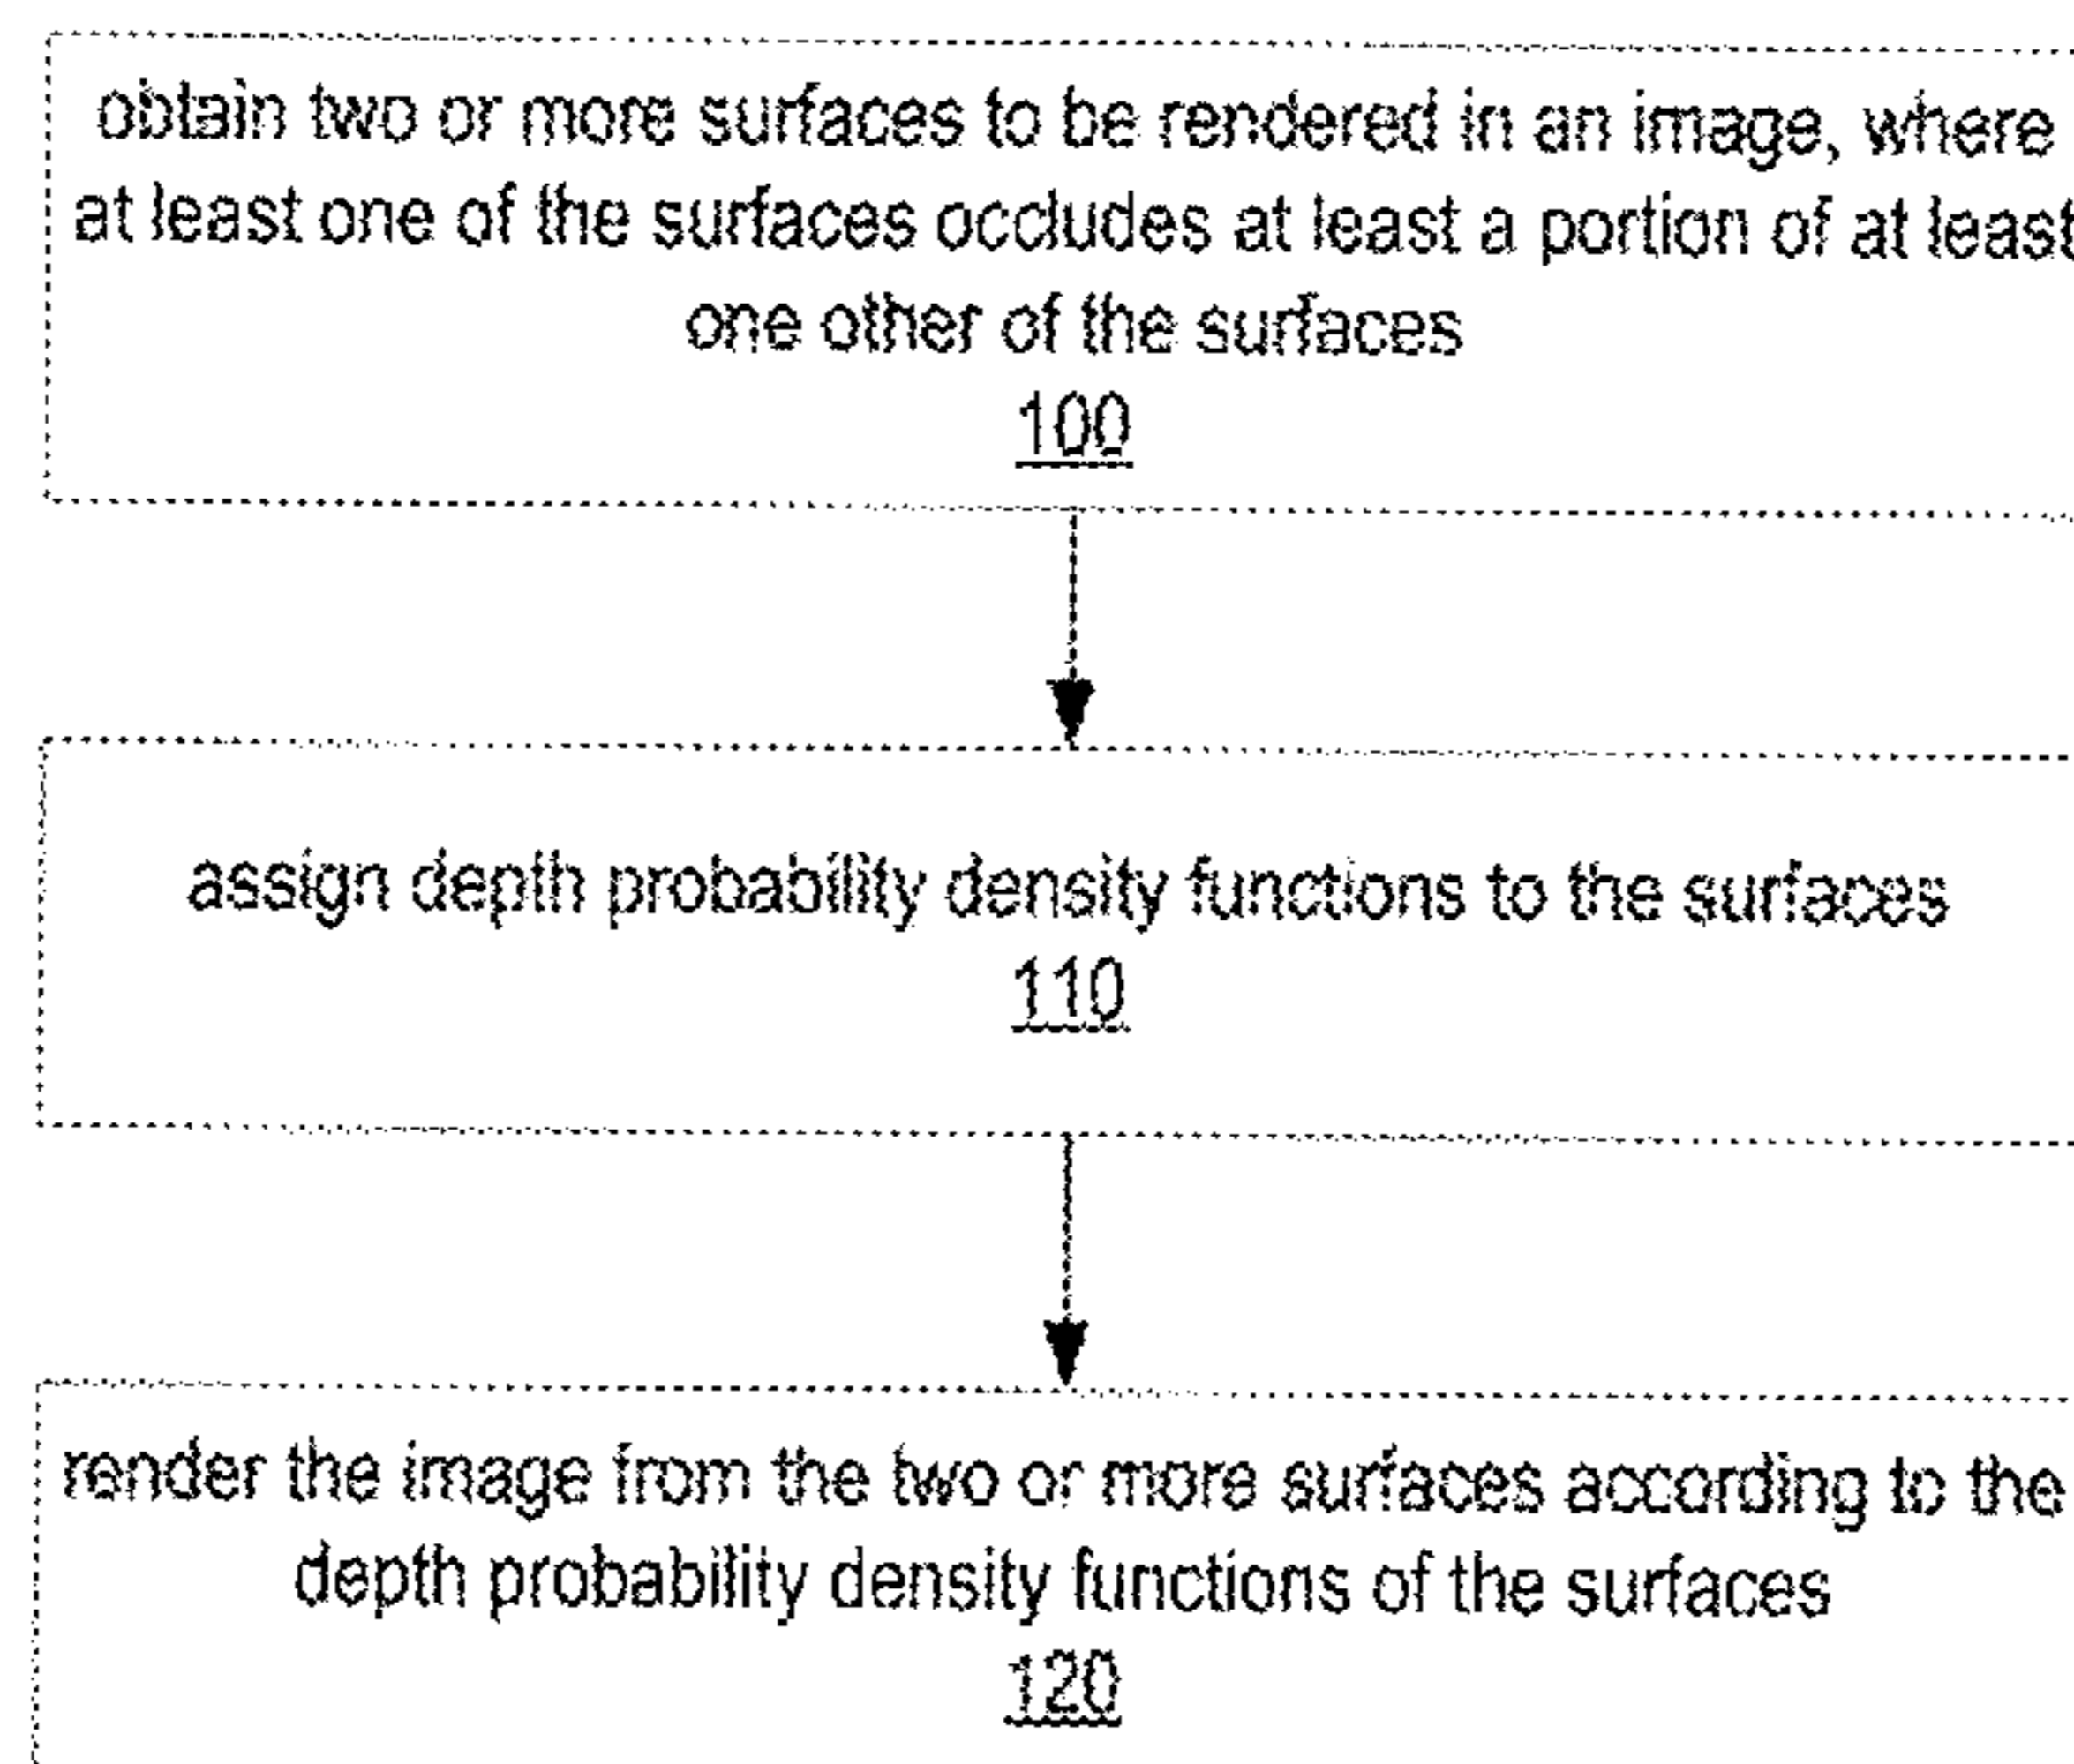 obtain two or more surfaces to be rendered in an image, where
at least one of the surfaces occludes at least a portion of at least
one other of the surfaces
100
assign depth probability density functions to the surfaces
110
render the image from the two or more surfaces according to the
depth probability density functions of the surfaces
120